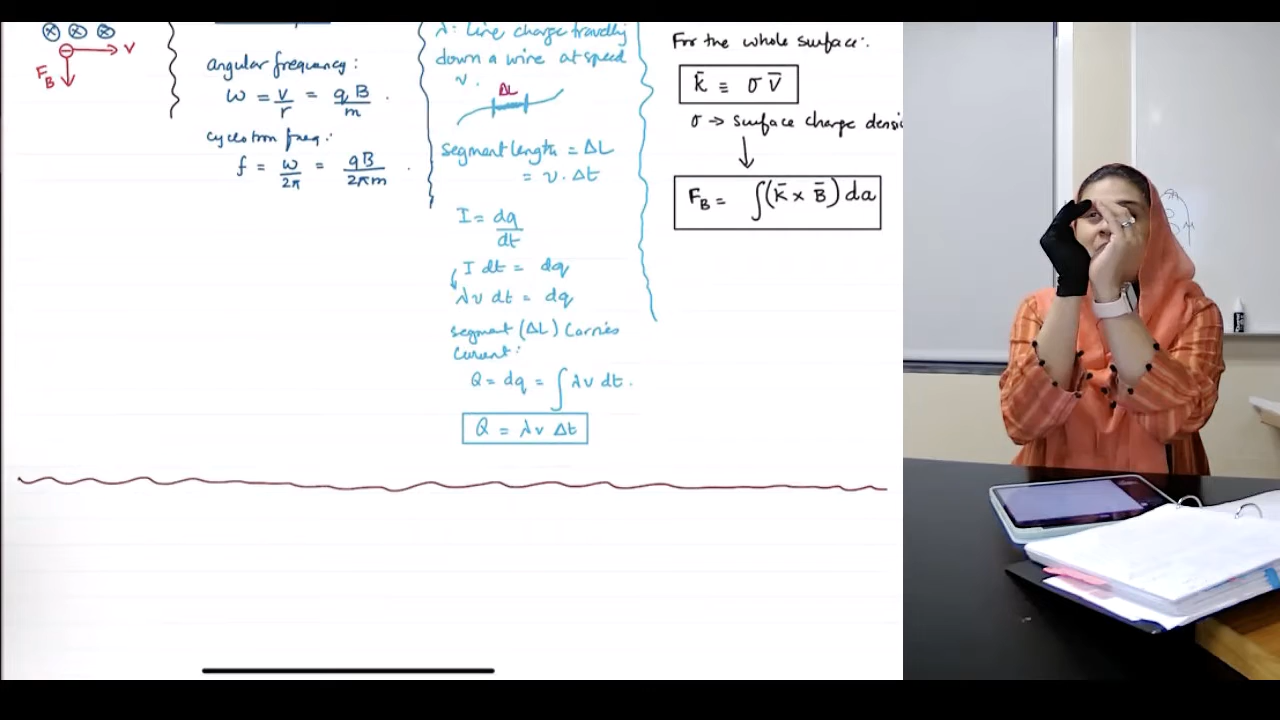 ⊗ ⊗ ⊗
⊖ → v
F_B
angular frequency:
ω = v/r = qB/m .
cyclotron freq.:
f = ω/2π = qB/2πm .
λ: line charge travelling
down a wire at speed
v.
ΔL
segment length = ΔL
= v · Δt
I = dq/dt
I dt = dq
λv dt = dq
segment (ΔL) carries
current:
Q = dq = ∫ λv dt .
Q = λv Δt
For the whole surface:.
K̄ ≡ σ V̄
σ → surface charge densi
↓
F_B = ∫(K̄ × B̄) da